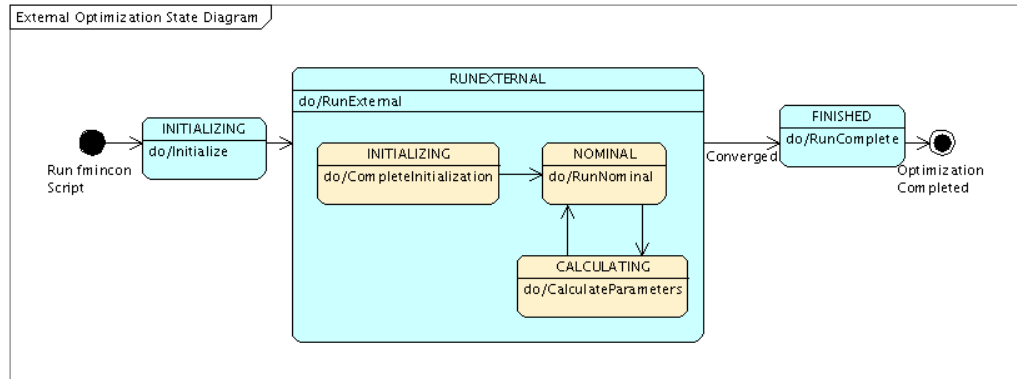 External Optimization State Diagram
RUNEXTERNAL
do/RunExternal
INITIALIZING
do/Initialize
Run fmincon
Script
INITIALIZING
do/CompleteInitialization
NOMINAL
do/RunNominal
CALCULATING
do/CalculateParameters
Converged
FINISHED
do/RunComplete
Optimization
Completed